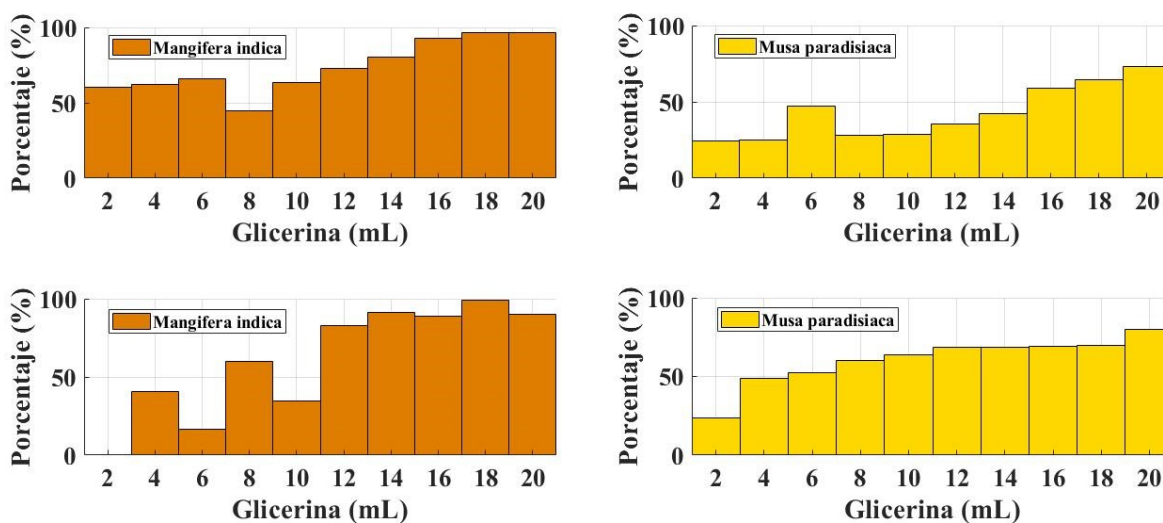 Porcentaje (%)
100
50
0
Mangifera indica
2 4 6 8 10 12 14 16 18 20
Glicerina (mL)
Porcentaje (%)
100
50
0
Musa paradisiaca
2 4 6 8 10 12 14 16 18 20
Glicerina (mL)
Porcentaje (%)
100
50
0
Mangifera indica
2 4 6 8 10 12 14 16 18 20
Glicerina (mL)
Porcentaje (%)
100
50
0
Musa paradisiaca
2 4 6 8 10 12 14 16 18 20
Glicerina (mL)